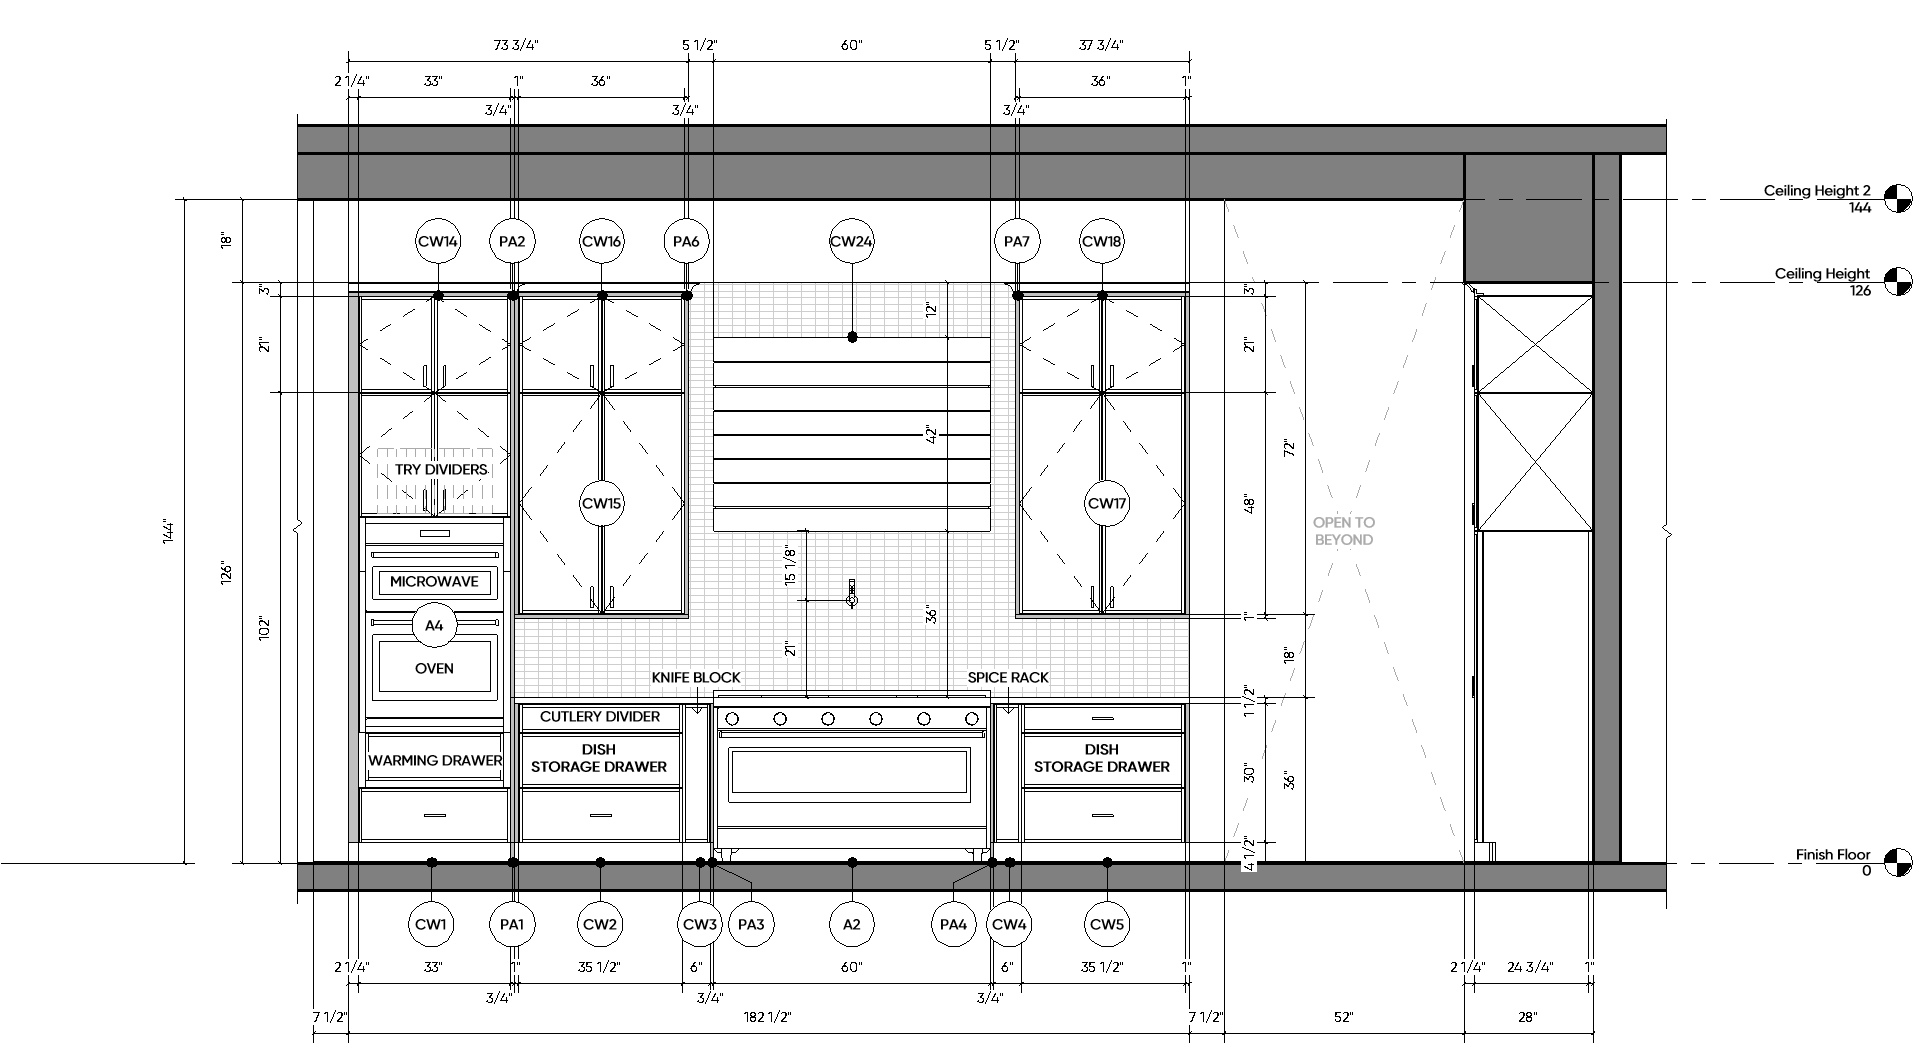 73 3/4"
5 1/2"
60"
5 1/2"
37 3/4"
2 1/4"
33"
1"
36"
36"
1"
3/4"
3/4"
3/4"
Ceiling Height 2
144
18"
CW14
PA2
CW16
PA6
CW24
PA7
CW18
Ceiling Height
126
3"
3"
12"
21"
21"
42"
72"
TRY DIVIDERS
CW15
CW17
48"
OPEN TO
BEYOND
144"
126"
15 1/8"
MICROWAVE
36"
1"
A4
102"
21"
18"
OVEN
KNIFE BLOCK
SPICE RACK
1 1/2"
CUTLERY DIVIDER
WARMING DRAWER
DISH
STORAGE DRAWER
DISH
STORAGE DRAWER
30"
36"
4 1/2"
Finish Floor
0
CW1
PA1
CW2
CW3
PA3
A2
PA4
CW4
CW5
2 1/4"
33"
1"
35 1/2"
6"
60"
6"
35 1/2"
1"
2 1/4"
24 3/4"
1"
3/4"
3/4"
3/4"
7 1/2"
182 1/2"
7 1/2"
52"
28"